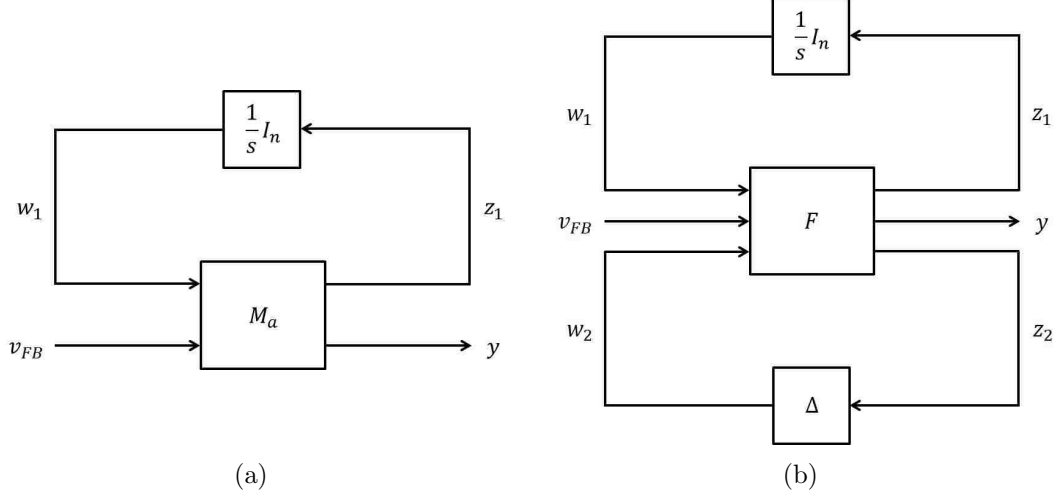 1/s I_n
w_1
z_1
M_a
v_FB
y
(a)
1/s I_n
w_1
z_1
v_FB
F
y
w_2
z_2
Δ
(b)